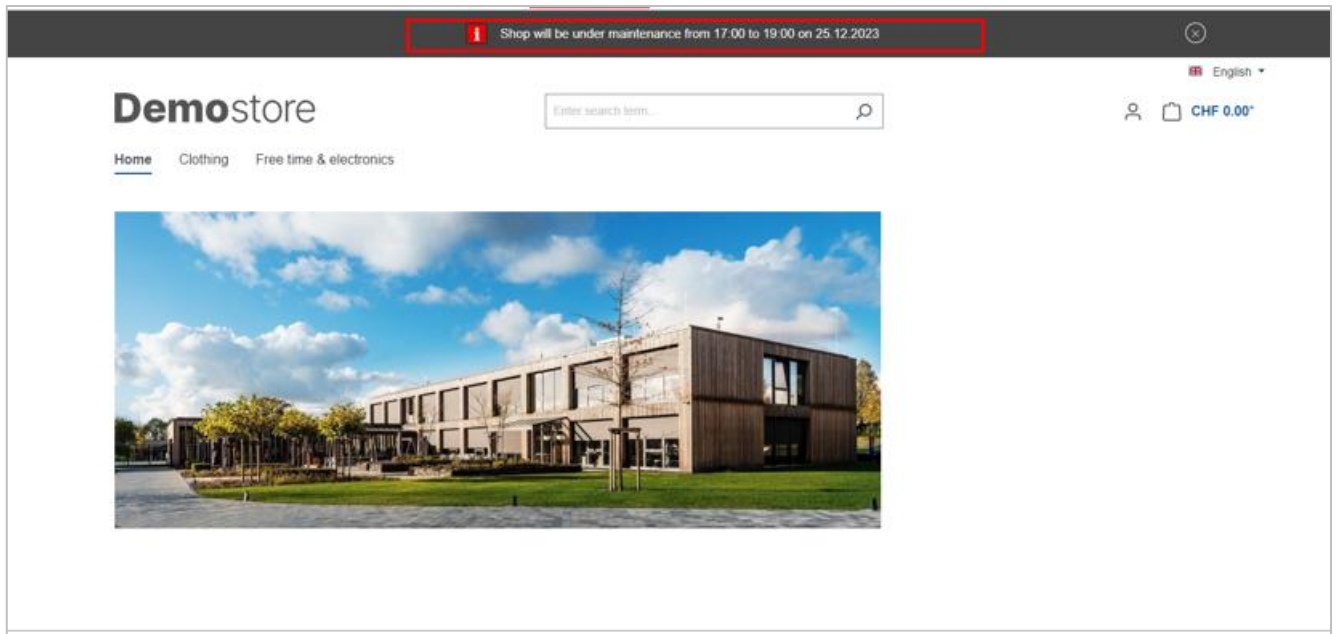 i Shop will be under maintenance from 17:00 to 19:00 on 25.12.2023
English
Demostore
Enter search term...
CHF 0.00*
Home Clothing Free time & electronics